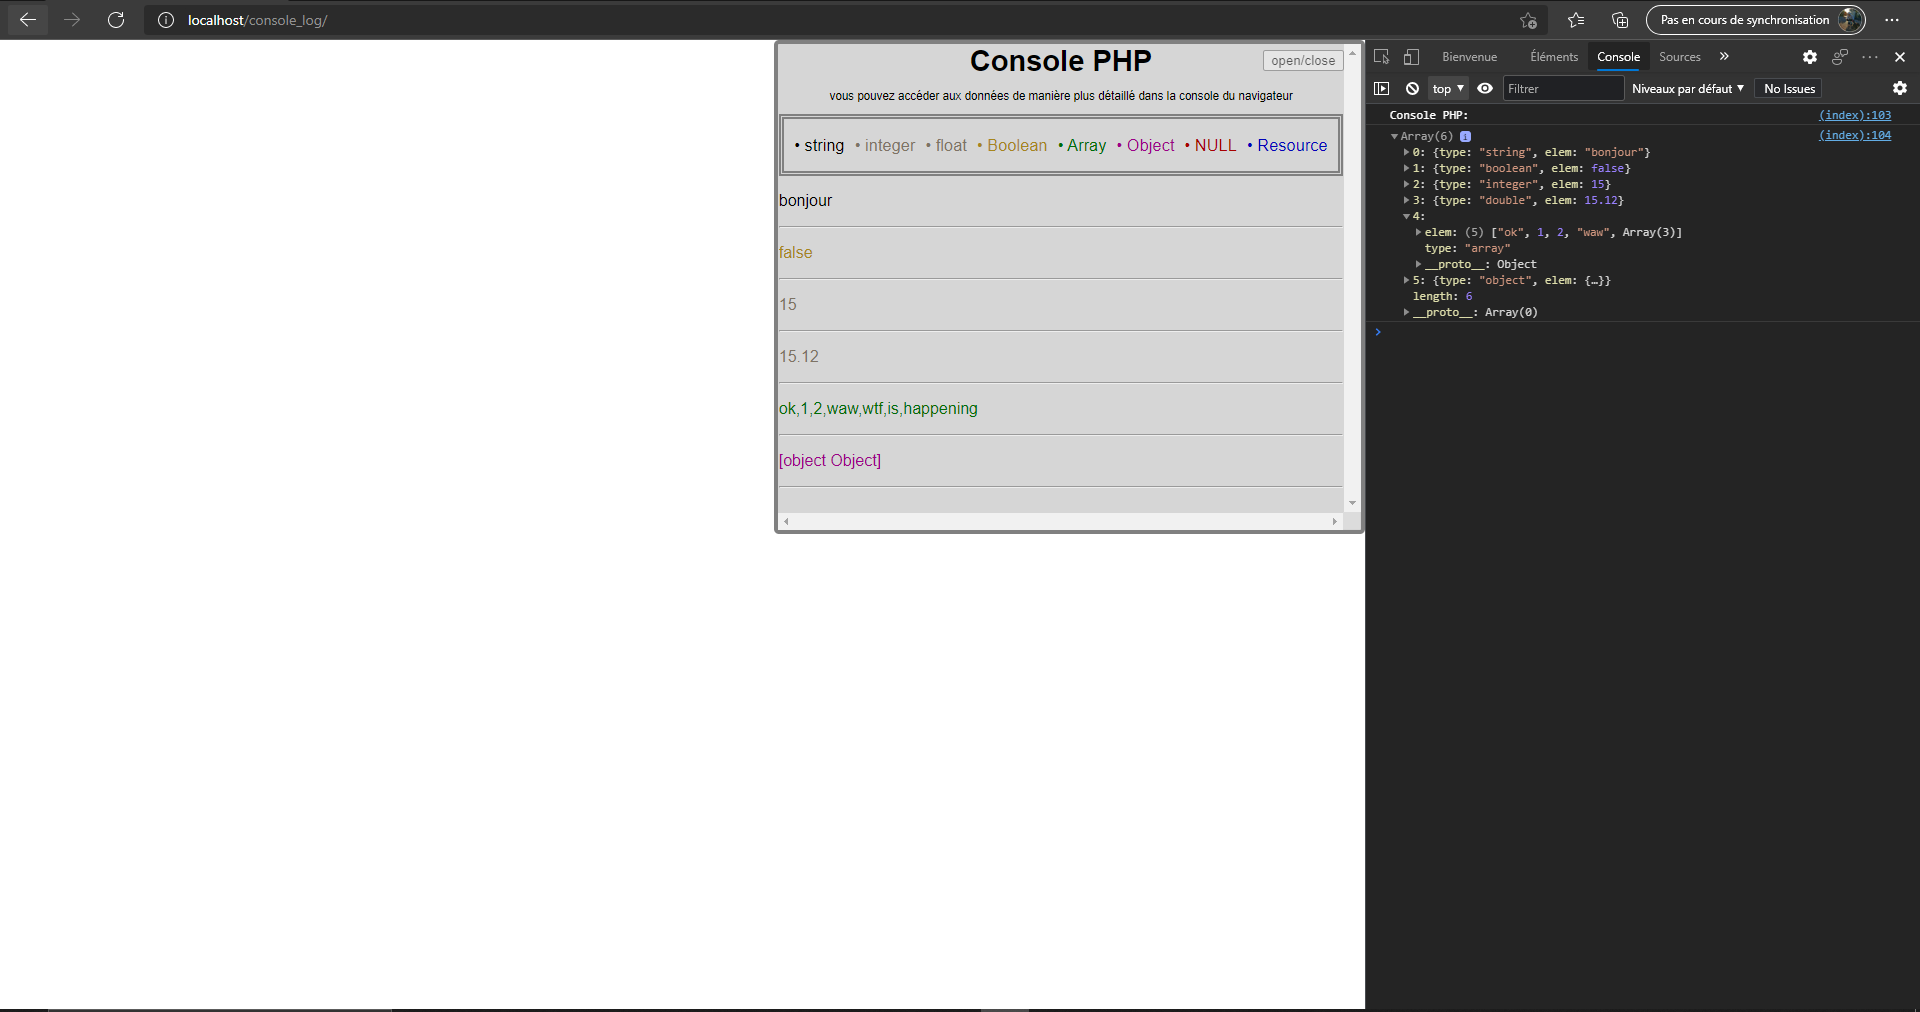 localhost/console_log/
Pas en cours de synchronisation
Console PHP
open/close
vous pouvez accéder aux données de manière plus détaillé dans la console du navigateur
• string • integer • float • Boolean • Array • Object • NULL • Resource
bonjour
false
15
15.12
ok,1,2,waw,wtf,is,happening
[object Object]
Bienvenue Éléments Console Sources
top Filtrer Niveaux par défaut No Issues
Console PHP: (index):103
Array(6) i (index):104
0: {type: "string", elem: "bonjour"}
1: {type: "boolean", elem: false}
2: {type: "integer", elem: 15}
3: {type: "double", elem: 15.12}
4:
elem: (5) ["ok", 1, 2, "waw", Array(3)]
type: "array"
__proto__: Object
5: {type: "object", elem: {…}}
length: 6
__proto__: Array(0)